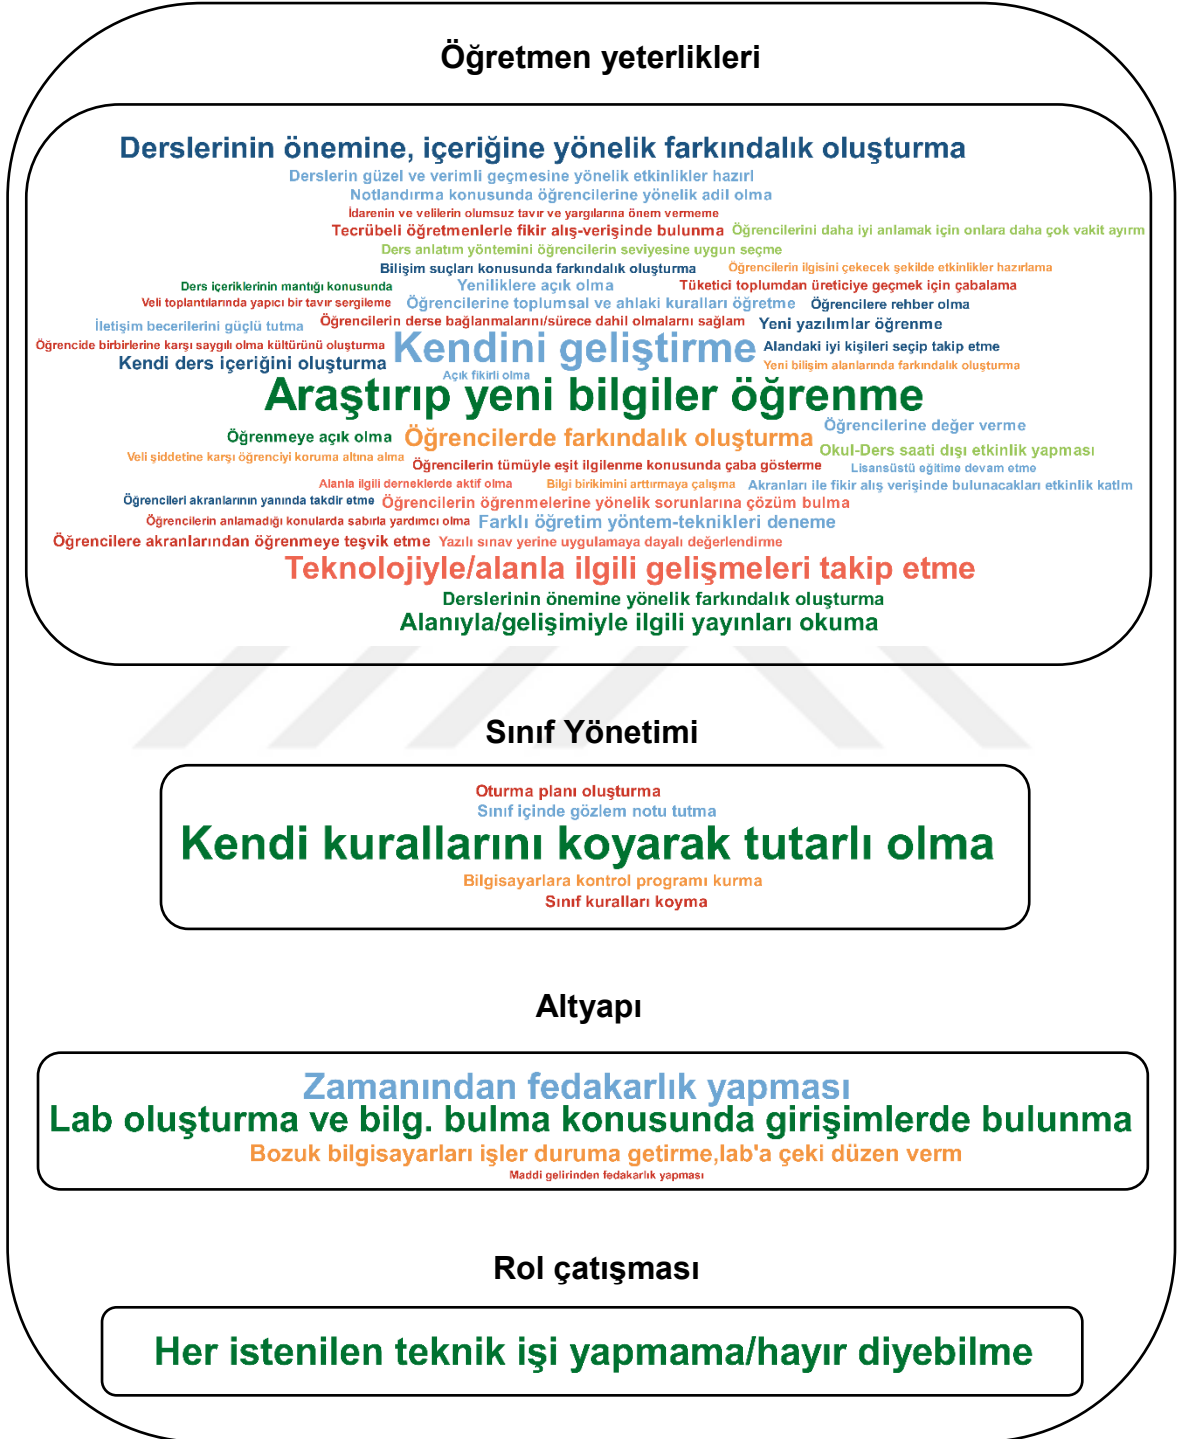 Öğretmen yeterlikleri
Derslerinin önemine, içeriğine yönelik farkındalık oluşturma
Derslerin güzel ve verimli geçmesine yönelik etkinlikler hazırl
Notlandırma konusunda öğrencilerine yönelik adil olma
İdarenin ve velilerin olumsuz tavır ve yargılarına önem vermeme
Tecrübeli öğretmenlerle fikir alış-verişinde bulunma Öğrencilerini daha iyi anlamak için onlara daha çok vakit ayırm
Ders anlatım yöntemini öğrencilerin seviyesine uygun seçme
Bilişim suçları konusunda farkındalık oluşturma Öğrencilerin ilgisini çekecek şekilde etkinlikler hazırlama
Ders içeriklerinin mantığı konusunda Yeniliklere açık olma Tüketici toplumdan üreticiye geçmek için çabalama
Veli toplantılarında yapıcı bir tavır sergileme Öğrencilerine toplumsal ve ahlaki kuralları öğretme Öğrencilere rehber olma
İletişim becerilerini güçlü tutma Öğrencilerin derse bağlanmalarını/sürece dahil olmalarnı sağlam Yeni yazılımlar öğrenme
Öğrencide birbirlerine karşı saygılı olma kültürünü oluşturma Kendini geliştirme Alandaki iyi kişileri seçip takip etme
Kendi ders içeriğini oluşturma Yeni bilişim alanlarında farkındalık oluşturma
Açık fikirli olma
Araştırıp yeni bilgiler öğrenme
Öğrenmeye açık olma Öğrencilerde farkındalık oluşturma Öğrencilerine değer verme
Okul-Ders saati dışı etkinlik yapması
Veli şiddetine karşı öğrenciyi koruma altına alma Öğrencilerin tümüyle eşit ilgilenme konusunda çaba gösterme Lisansüstü eğitime devam etme
Alanla ilgili derneklerde aktif olma Bilgi birikimini arttırmaya çalışma Akranları ile fikir alış verişinde bulunacakları etkinlik katlm
Öğrencileri akranlarının yanında takdir etme Öğrencilerin öğrenmelerine yönelik sorunlarına çözüm bulma
Öğrencilerin anlamadığı konularda sabırla yardımcı olma Farklı öğretim yöntem-teknikleri deneme
Öğrencilere akranlarından öğrenmeye teşvik etme Yazılı sınav yerine uygulamaya dayalı değerlendirme
Teknolojiyle/alanla ilgili gelişmeleri takip etme
Derslerinin önemine yönelik farkındalık oluşturma
Alanıyla/gelişimiyle ilgili yayınları okuma
Sınıf Yönetimi
Oturma planı oluşturma
Sınıf içinde gözlem notu tutma
Kendi kurallarını koyarak tutarlı olma
Bilgisayarlara kontrol programı kurma
Sınıf kuralları koyma
Altyapı
Zamanından fedakarlık yapması
Lab oluşturma ve bilg. bulma konusunda girişimlerde bulunma
Bozuk bilgisayarları işler duruma getirme,lab'a çeki düzen verm
Maddi gelirinden fedakarlık yapması
Rol çatışması
Her istenilen teknik işi yapmama/hayır diyebilme